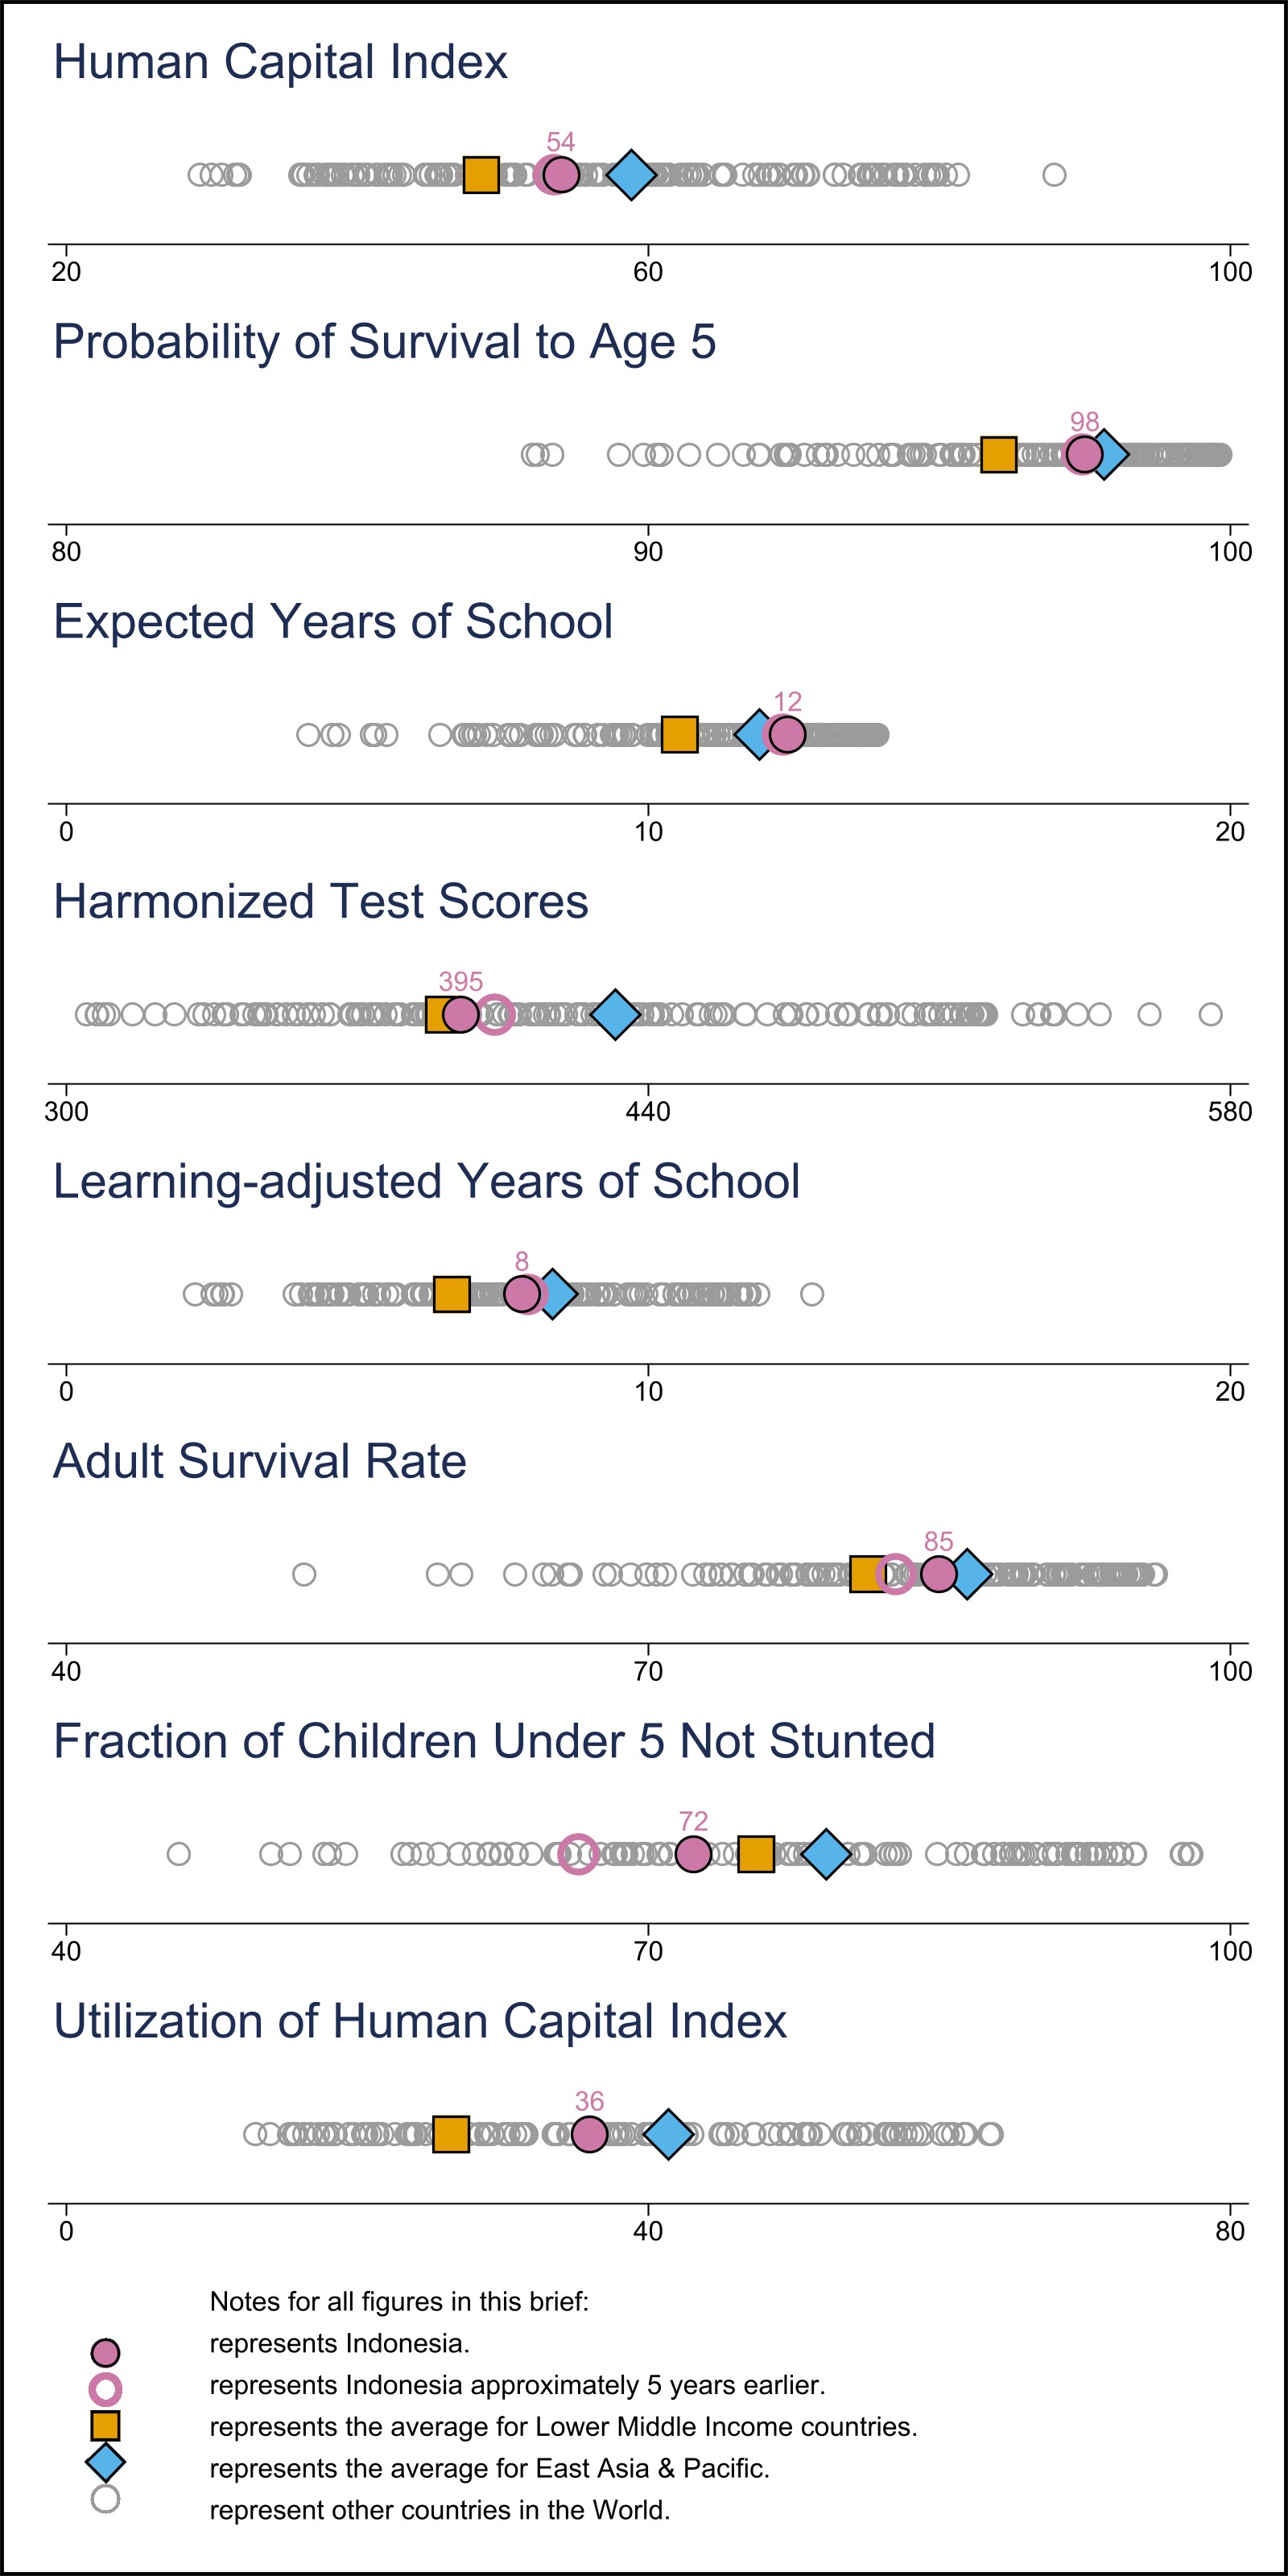 Human Capital Index
54
20 60 100
Probability of Survival to Age 5
98
80 90 100
Expected Years of School
12
0 10 20
Harmonized Test Scores
395
300 440 580
Learning-adjusted Years of School
8
0 10 20
Adult Survival Rate
85
40 70 100
Fraction of Children Under 5 Not Stunted
72
40 70 100
Utilization of Human Capital Index
36
0 40 80
Notes for all figures in this brief:
represents Indonesia.
represents Indonesia approximately 5 years earlier.
represents the average for Lower Middle Income countries.
represents the average for East Asia & Pacific.
represent other countries in the World.